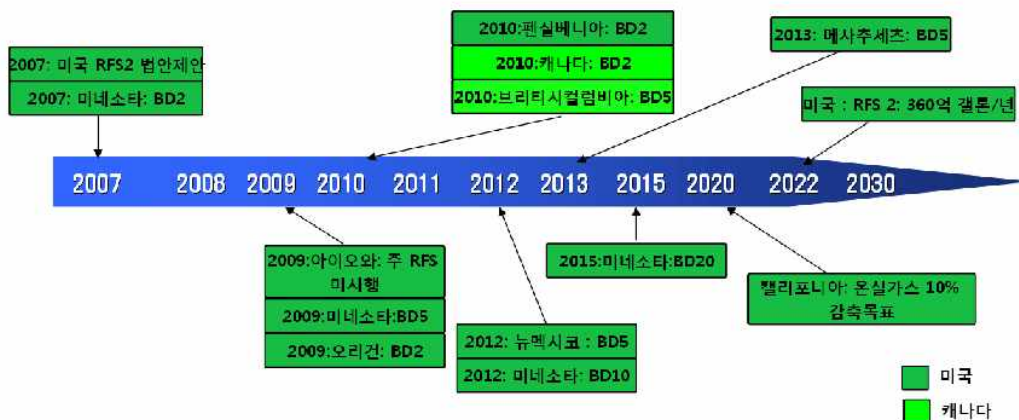 2007: 미국 RFS2 법안제안
2007: 미네소타: BD2
2010:펜실베니아: BD2
2010:캐나다: BD2
2010:브리티시컬럼비아: BD5
2013: 메사추세츠: BD5
미국 : RFS 2: 360억 갤론/년
2007 2008 2009 2010 2011 2012 2013 2015 2020 2022 2030
2009:아이오와: 주 RFS
미시행
2009:미네소타:BD5
2009:오리건: BD2
2012: 뉴멕시코 : BD5
2012: 미네소타: BD10
2015:미네소타:BD20
캘리포니아: 온실가스 10%
감축목표
미국
캐나다